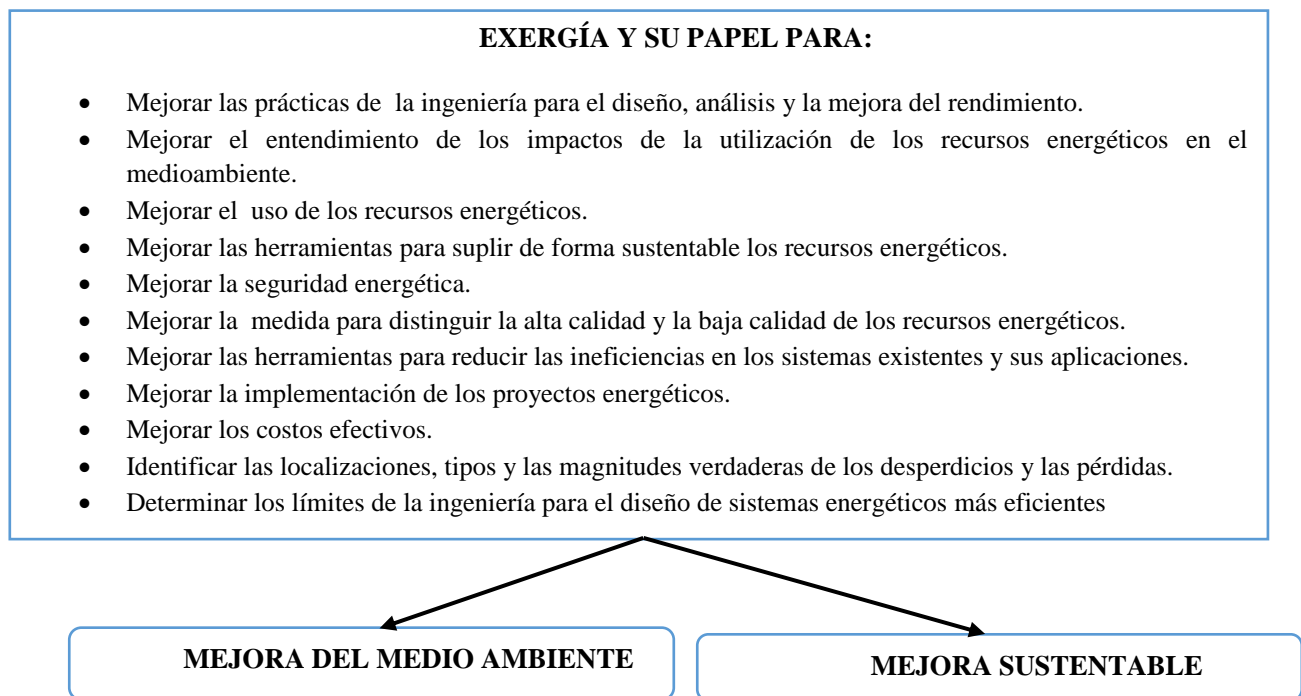 EXERGÍA Y SU PAPEL PARA:
• Mejorar las prácticas de la ingeniería para el diseño, análisis y la mejora del rendimiento.
• Mejorar el entendimiento de los impactos de la utilización de los recursos energéticos en el
medioambiente.
• Mejorar el uso de los recursos energéticos.
• Mejorar las herramientas para suplir de forma sustentable los recursos energéticos.
• Mejorar la seguridad energética.
• Mejorar la medida para distinguir la alta calidad y la baja calidad de los recursos energéticos.
• Mejorar las herramientas para reducir las ineficiencias en los sistemas existentes y sus aplicaciones.
• Mejorar la implementación de los proyectos energéticos.
• Mejorar los costos efectivos.
• Identificar las localizaciones, tipos y las magnitudes verdaderas de los desperdicios y las pérdidas.
• Determinar los límites de la ingeniería para el diseño de sistemas energéticos más eficientes
MEJORA DEL MEDIO AMBIENTE
MEJORA SUSTENTABLE